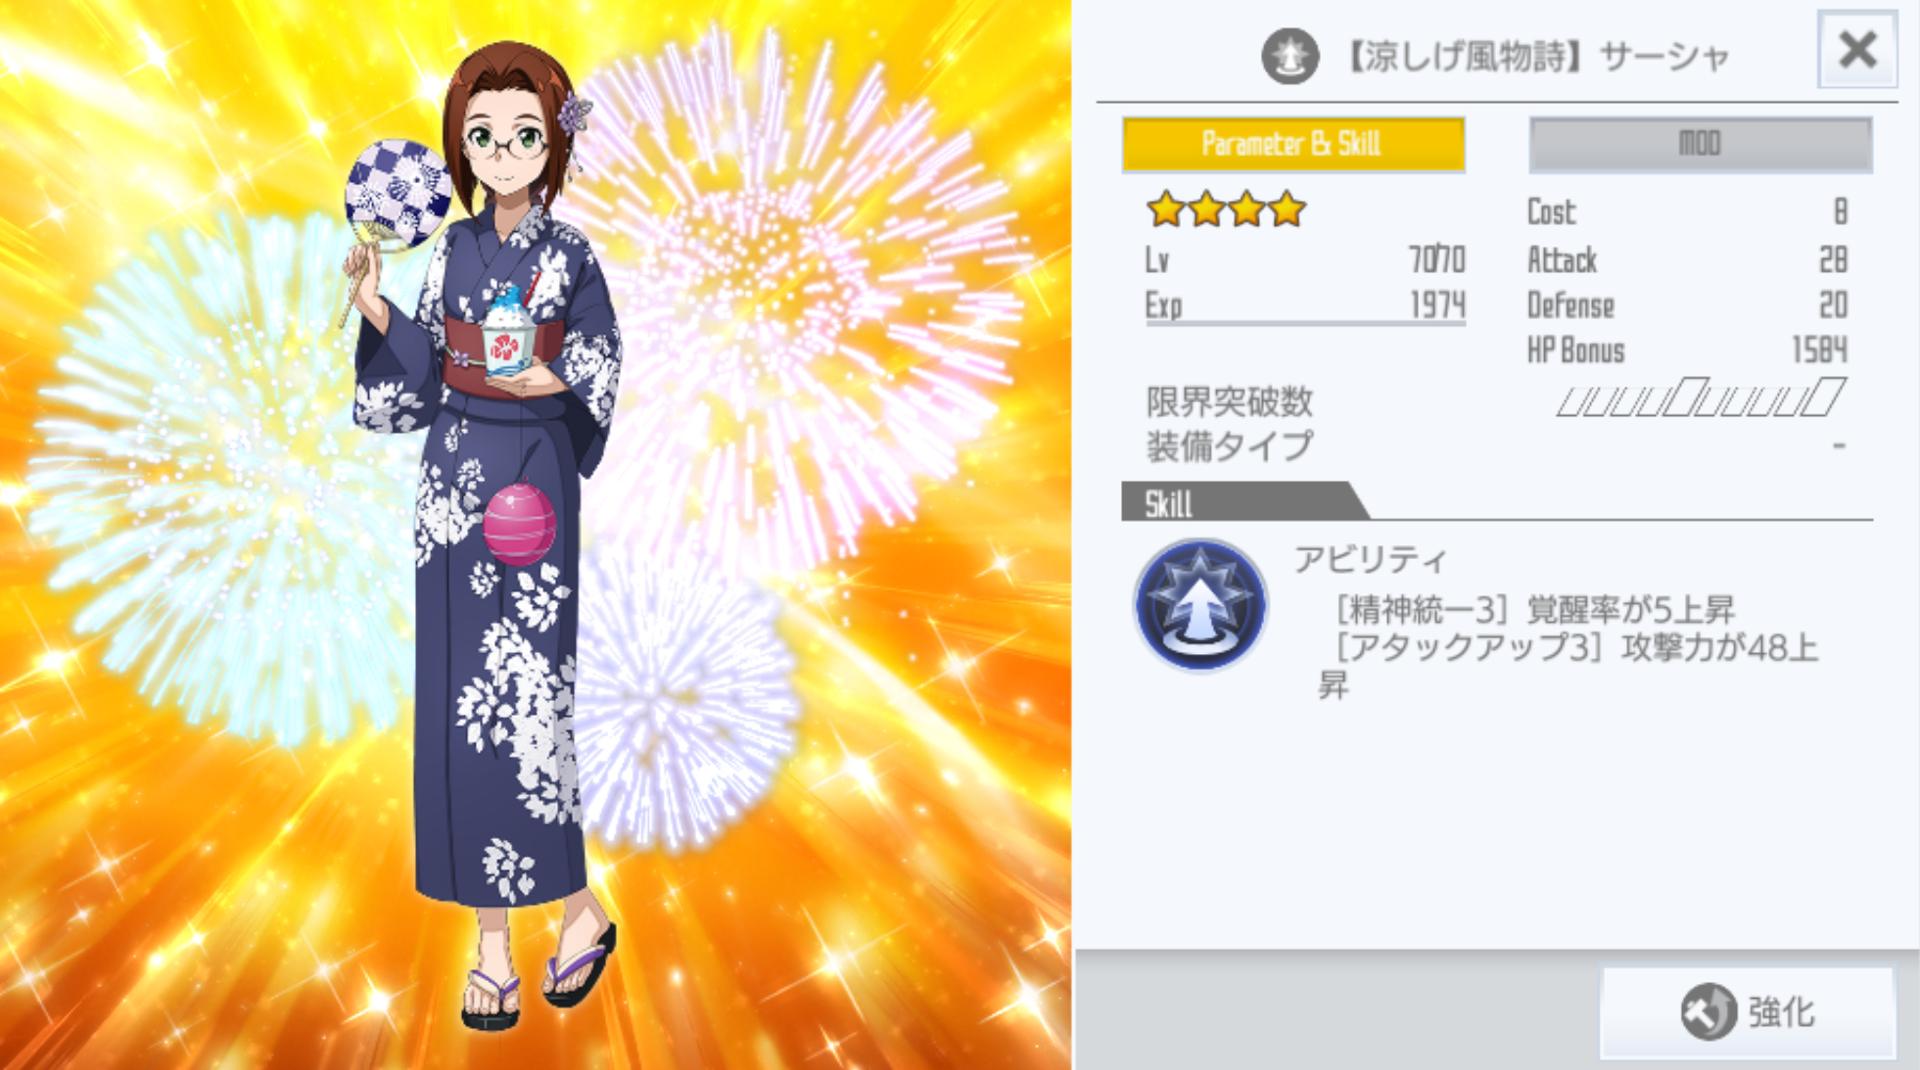 【涼しげ風物詩】サーシャ
Parameter & Skill
MOD
Lv 70/70
Exp 1974
Cost 8
Attack 28
Defense 20
HP Bonus 1584
限界突破数
装備タイプ -
Skill
アビリティ
［精神統一3］覚醒率が5上昇
［アタックアップ3］攻撃力が48上
昇
強化